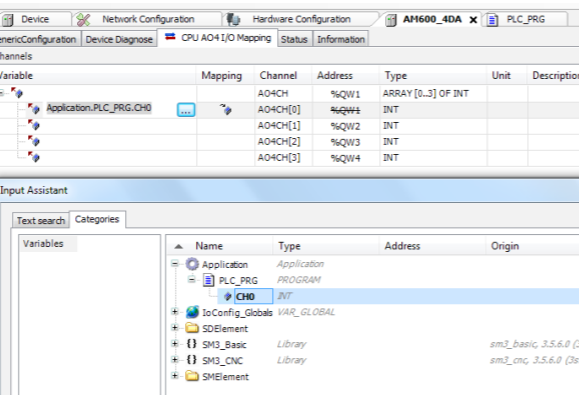 Device Network Configuration Hardware Configuration AM600_4DA x PLC_PRG
enericConfiguration Device Diagnose CPU AO4 I/O Mapping Status Information
hannels
Variable Mapping Channel Address Type Unit Description
AO4CH %QW1 ARRAY [0..3] OF INT
Application.PLC_PRG.CH0 ... AO4CH[0] %QW1 INT
AO4CH[1] %QW2 INT
AO4CH[2] %QW3 INT
AO4CH[3] %QW4 INT
Input Assistant
Text search Categories
Variables Name Type Address Origin
Application Application
PLC_PRG PROGRAM
CH0 INT
IoConfig_Globals VAR_GLOBAL
SDElement
{} SM3_Basic Library sm3_basic, 3.5.6.0 (3
{} SM3_CNC Library sm3_cnc, 3.5.6.0 (3s
SMElement